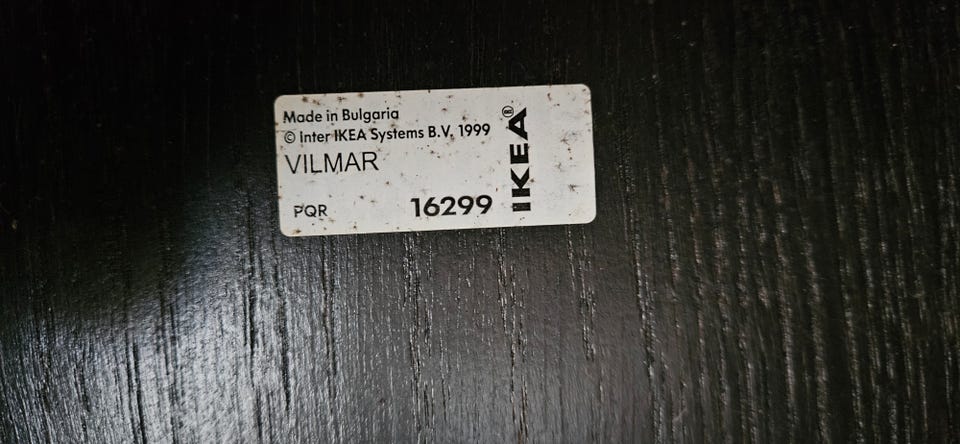 Made in Bulgaria
© Inter IKEA Systems B.V. 1999
VILMAR
PQR 16299
IKEA®